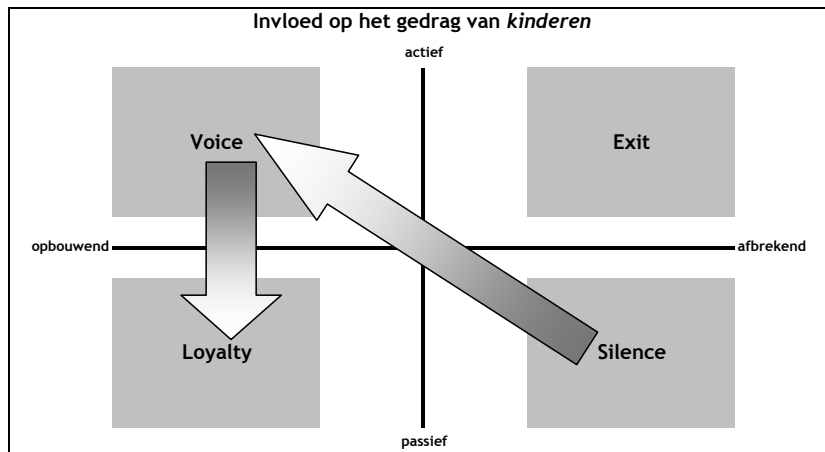 Invloed op het gedrag van kinderen
actief
Voice
Exit
opbouwend
afbrekend
Loyalty
Silence
passief